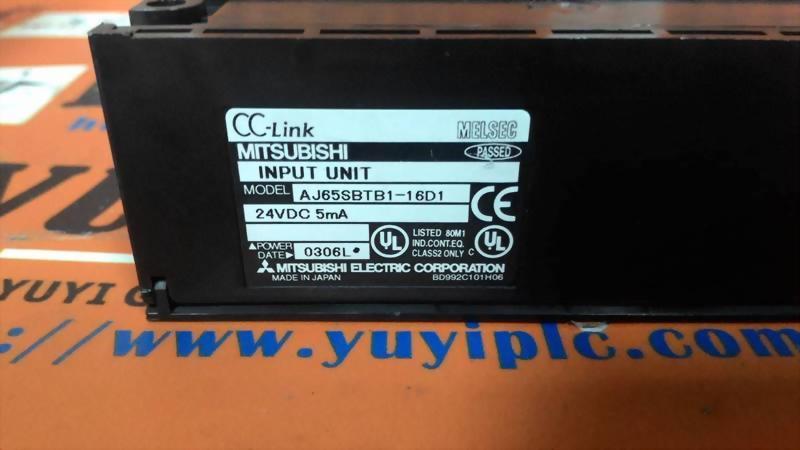 CC-Link MELSEC
MITSUBISHI PASSED
INPUT UNIT
MODEL AJ65SBTB1-16D1
CE
24VDC 5mA
▲POWER
DATE▶ 0306L
UL LISTED 80M1
IND.CONT.EQ.
CLASS2 ONLY C UL
MITSUBISHI ELECTRIC CORPORATION
MADE IN JAPAN BD992C101H06
YUYI
://www.yuyiplc.com